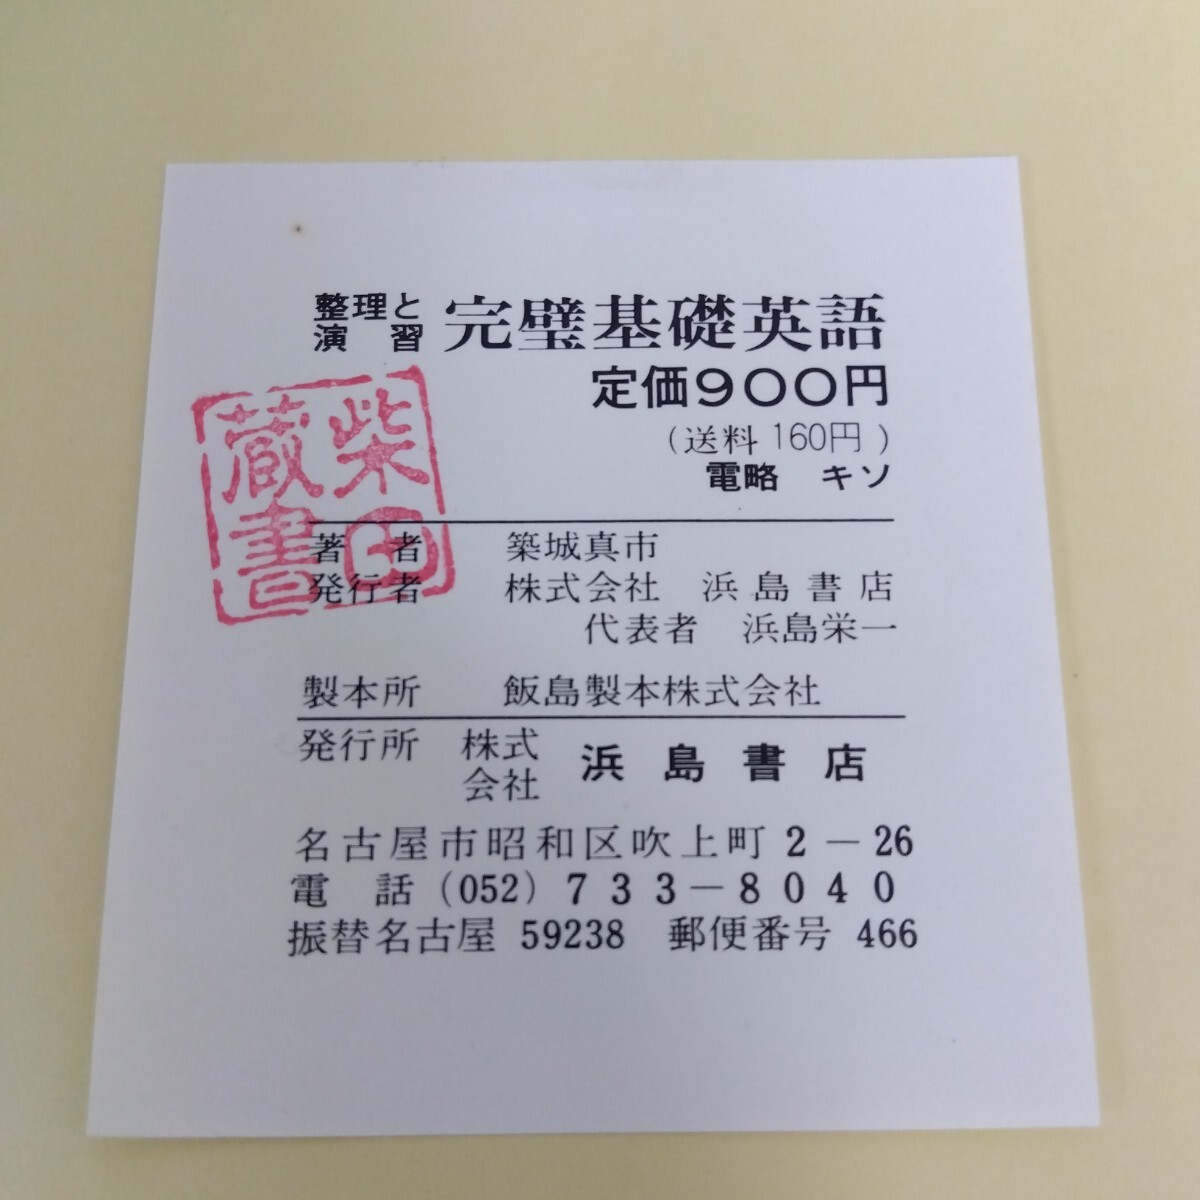 整理と
演習
完璧基礎英語
定価900円
(送料160円)
電略 キソ
柴田
蔵書
著者 築城真市
発行者 株式会社 浜島書店
代表者 浜島栄一
製本所 飯島製本株式会社
発行所 株式
会社
浜島書店
名古屋市昭和区吹上町2-26
電話(052)733-8040
振替名古屋 59238 郵便番号 466